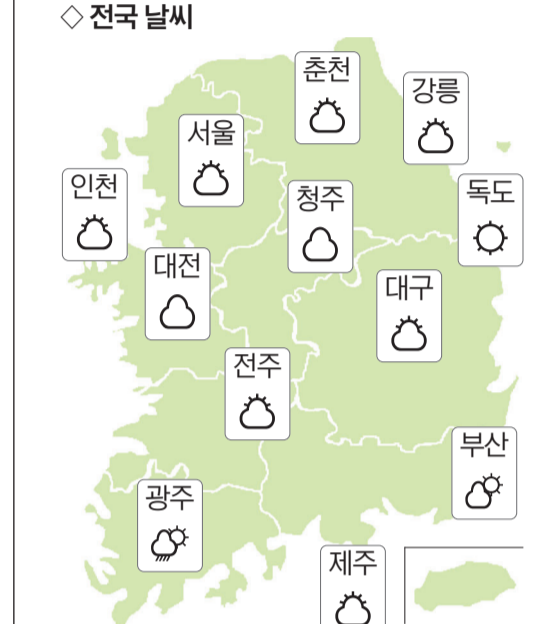 ◇ 전국 날씨
춘천
강릉
서울
인천
청주
독도
대전
대구
전주
부산
광주
제주